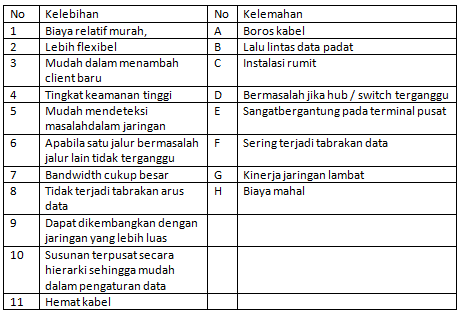 No Kelebihan No Kelemahan
1 Biaya relatif murah, A Boros kabel
2 Lebih flexibel B Lalu lintas data padat
3 Mudah dalam menambah C Instalasi rumit
client baru
4 Tingkat keamanan tinggi D Bermasalah jika hub / switch terganggu
5 Mudah mendeteksi E Sangatbergantung pada terminal pusat
masalahdalam jaringan
6 Apabila satu jalur bermasalah F Sering terjadi tabrakan data
jalur lain tidak terganggu
7 Bandwidth cukup besar G Kinerja jaringan lambat
8 Tidak terjadi tabrakan arus H Biaya mahal
data
9 Dapat dikembangkan dengan
jaringan yang lebih luas
10 Susunan terpusat secara
hierarki sehingga mudah
dalam pengaturan data
11 Hemat kabel